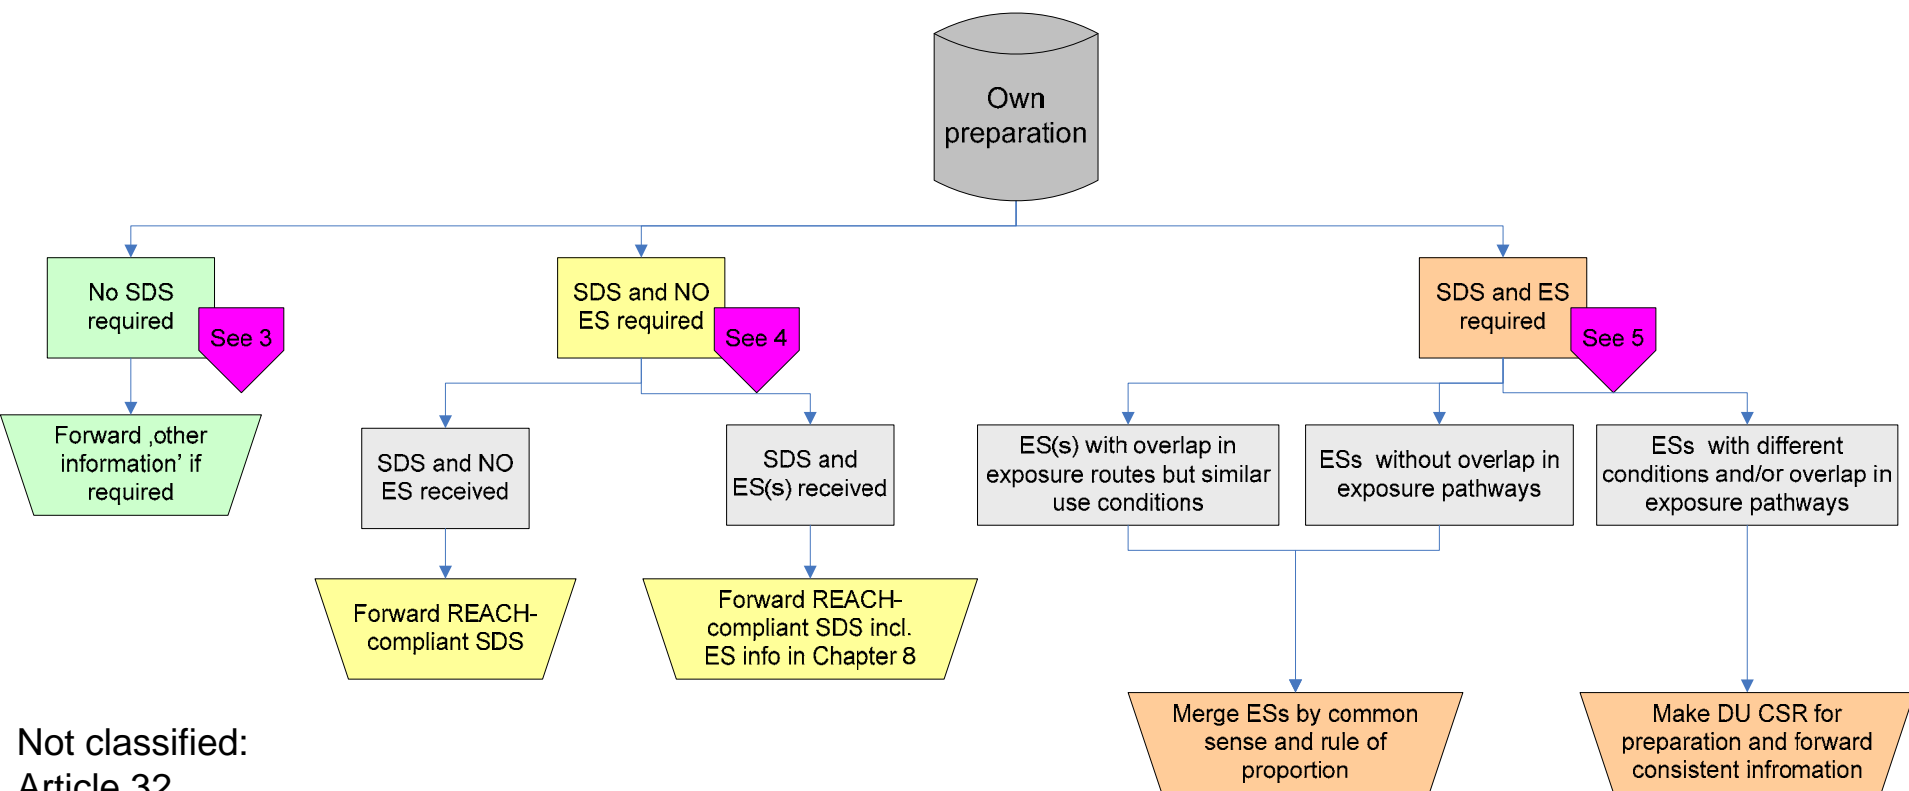 Own
preparation
No SDS
required
See 3
SDS and NO
ES required
See 4
SDS and ES
required
See 5
Forward ,other
information' if
required
SDS and NO
ES received
SDS and
ES(s) received
ES(s) with overlap in
exposure routes but similar
use conditions
ESs without overlap in
exposure pathways
ESs with different
conditions and/or overlap in
exposure pathways
Forward REACH-
compliant SDS
Forward REACH-
compliant SDS incl.
ES info in Chapter 8
Merge ESs by common
sense and rule of
proportion
Make DU CSR for
preparation and forward
consistent infromation
Not classified:
Article 32